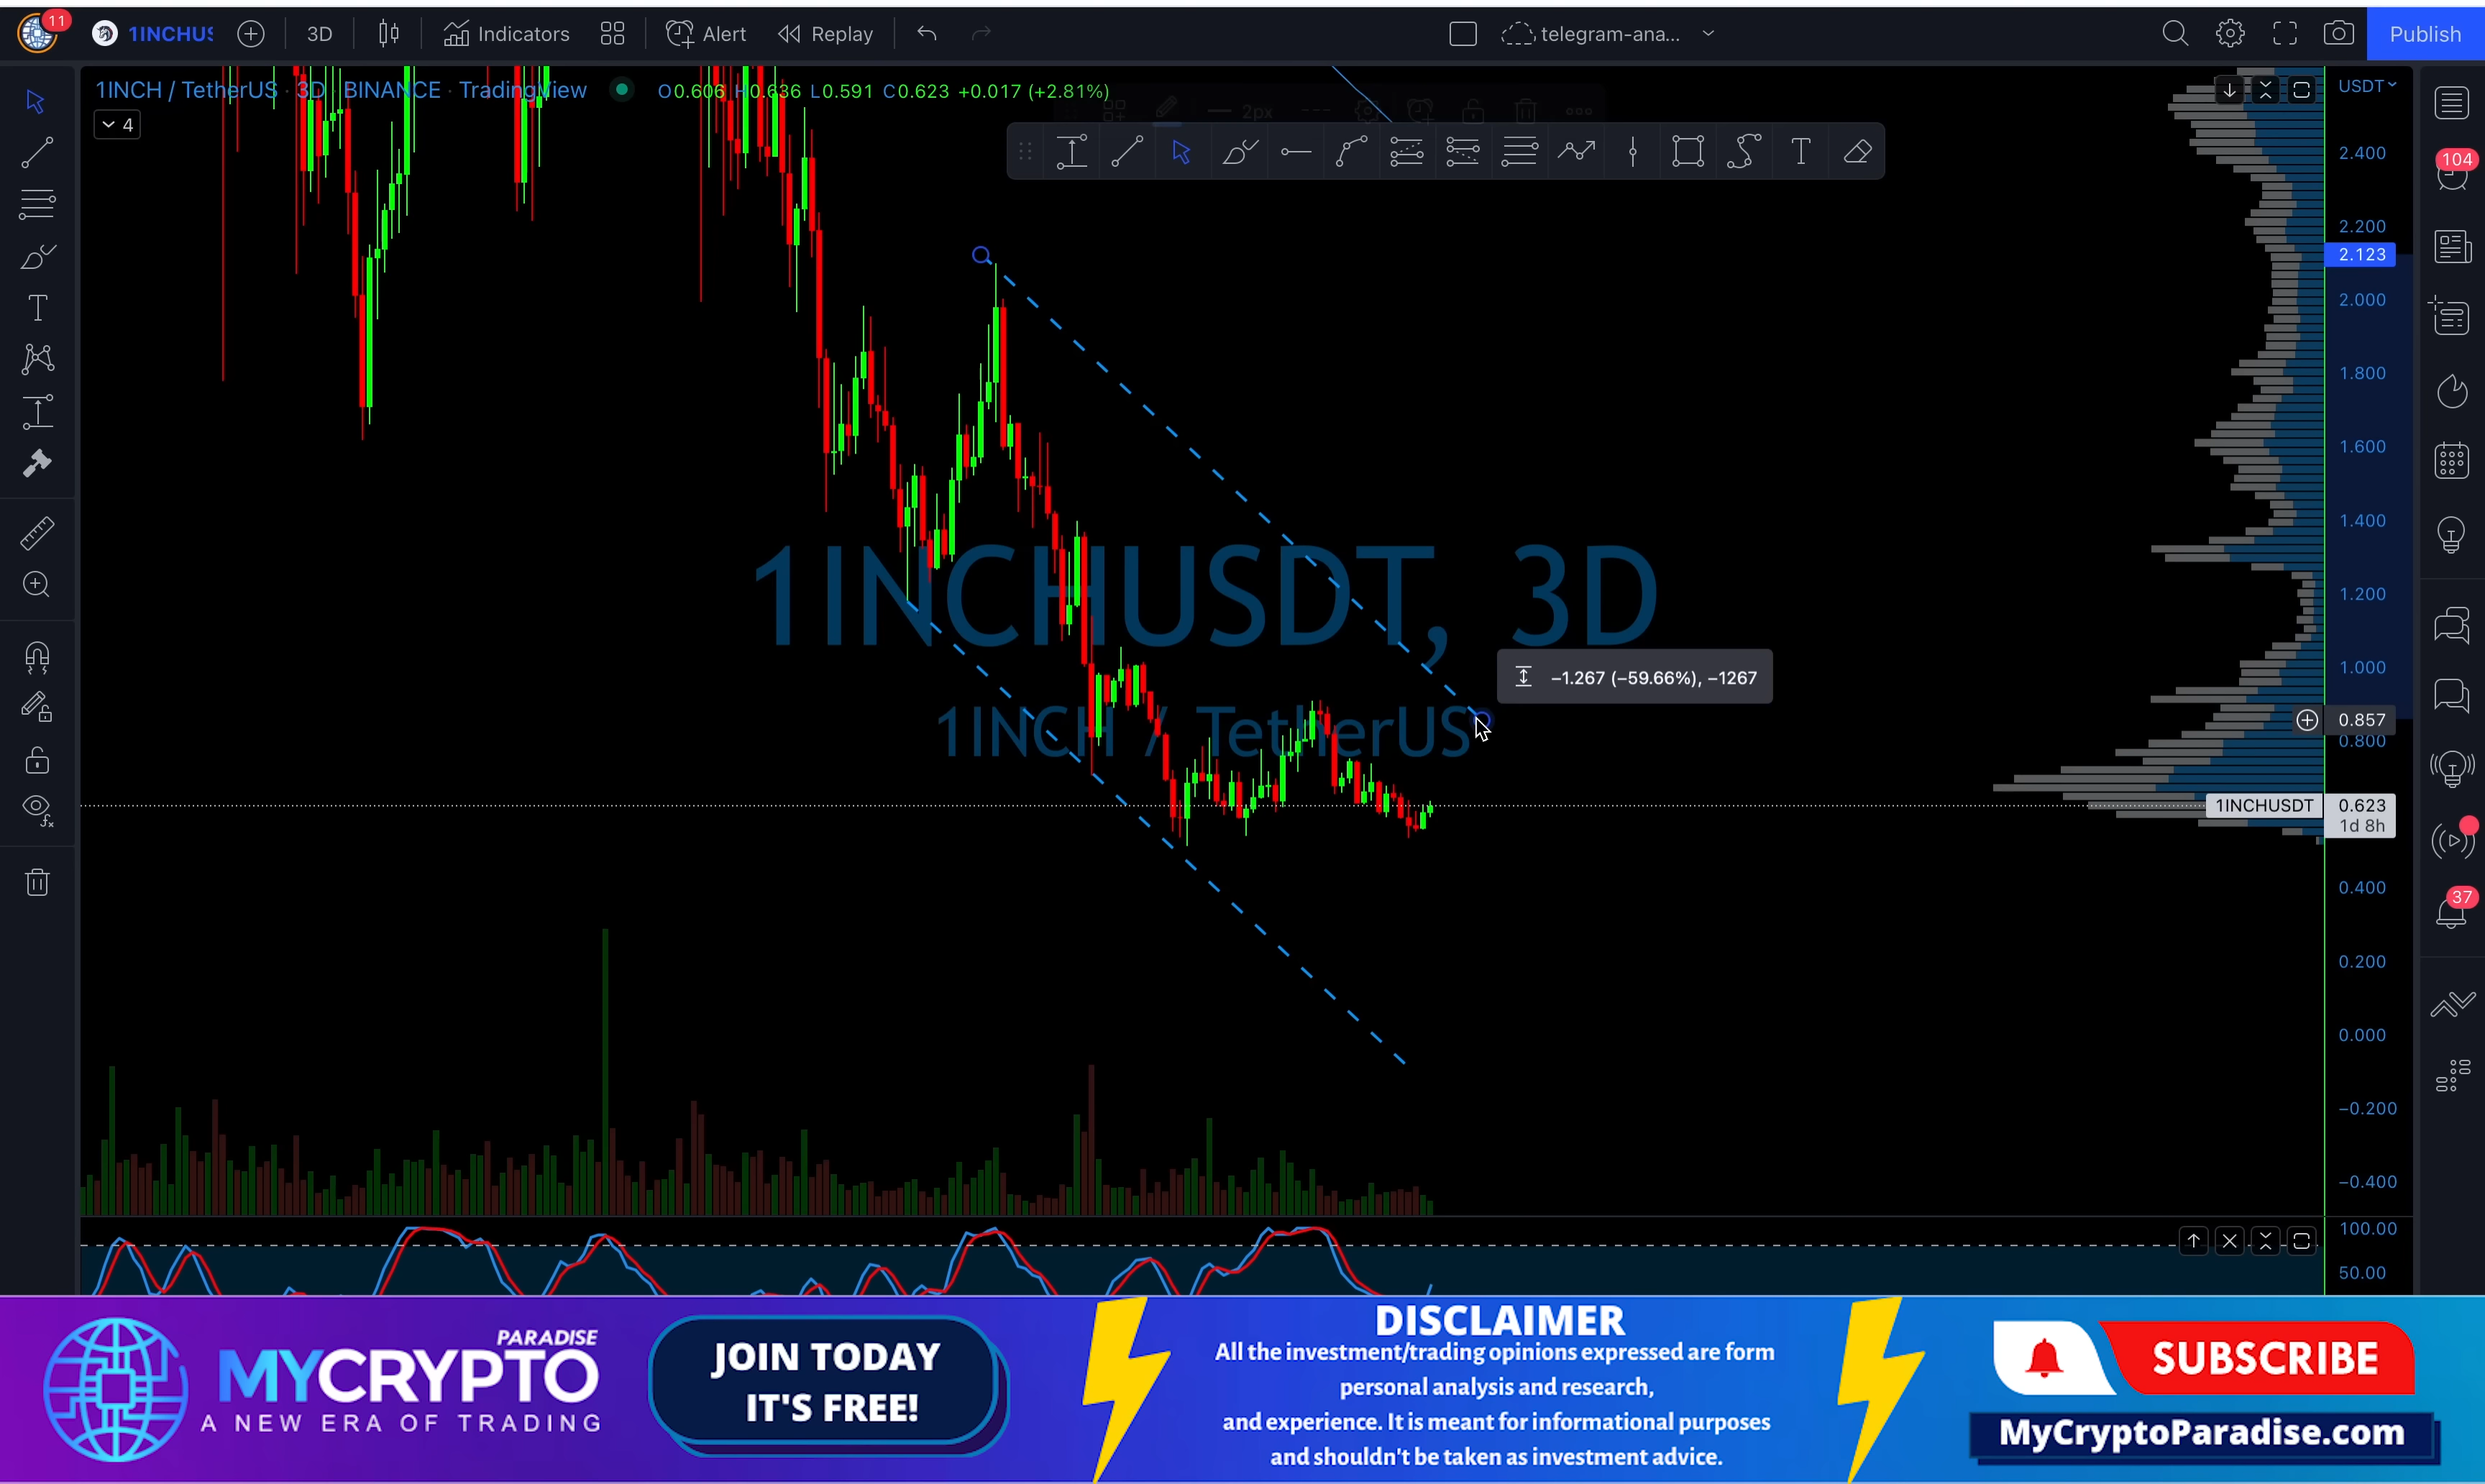 11
1INCHUS
3D
Indicators
Alert
Replay
telegram-ana...
Publish
1INCH / TetherUS · 3D · BINANCE · TradingView
O0.606 H0.636 L0.591 C0.623 +0.017 (+2.81%)
4
2px
USDT
2.400
2.200
2.123
2.000
1.800
1.600
1.400
1.200
1.000
0.857
0.800
1INCHUSDT 0.623
1d 8h
0.400
0.200
0.000
−0.200
−0.400
100.00
50.00
104
37
1INCHUSDT, 3D
1INCH / TetherUS
−1.267 (−59.66%), −1267
PARADISE
MYCRYPTO
A NEW ERA OF TRADING
JOIN TODAY
IT'S FREE!
DISCLAIMER
All the investment/trading opinions expressed are form
personal analysis and research,
and experience. It is meant for informational purposes
and shouldn't be taken as investment advice.
SUBSCRIBE
MyCryptoParadise.com